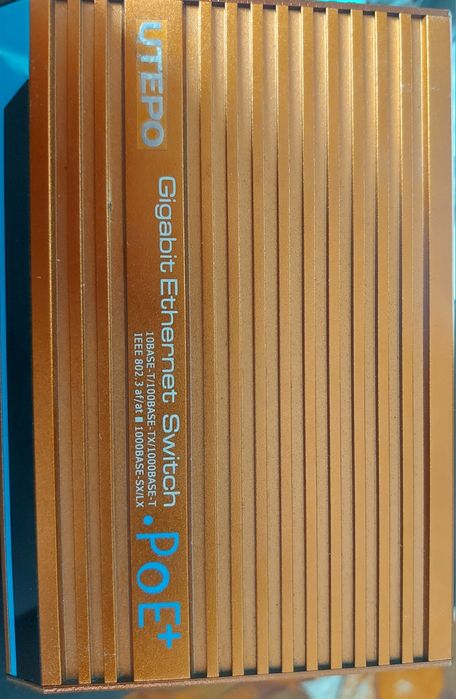 UTEPO
Gigabit Ethernet Switch
10BASE-T/100BASE-TX/1000BASE-T
IEEE 802.3 af/at ▮ 1000BASE-SX/LX
•PoE+